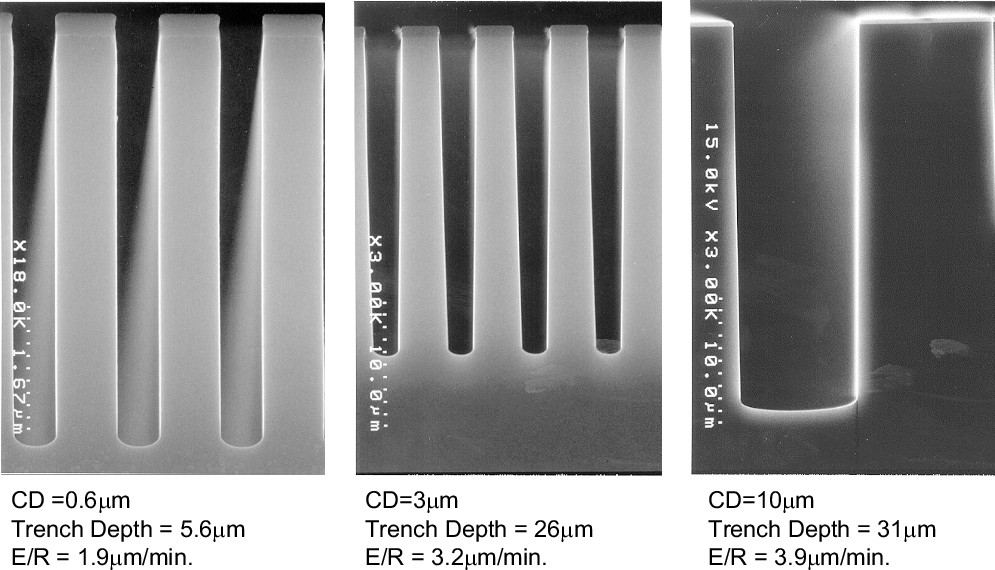 X18.0K 1.67µm
X3.00K 10.0µm
15.0kV X3.00K 10.0µm
CD =0.6µm
Trench Depth = 5.6µm
E/R = 1.9µm/min.
CD=3µm
Trench Depth = 26µm
E/R = 3.2µm/min.
CD=10µm
Trench Depth = 31µm
E/R = 3.9µm/min.